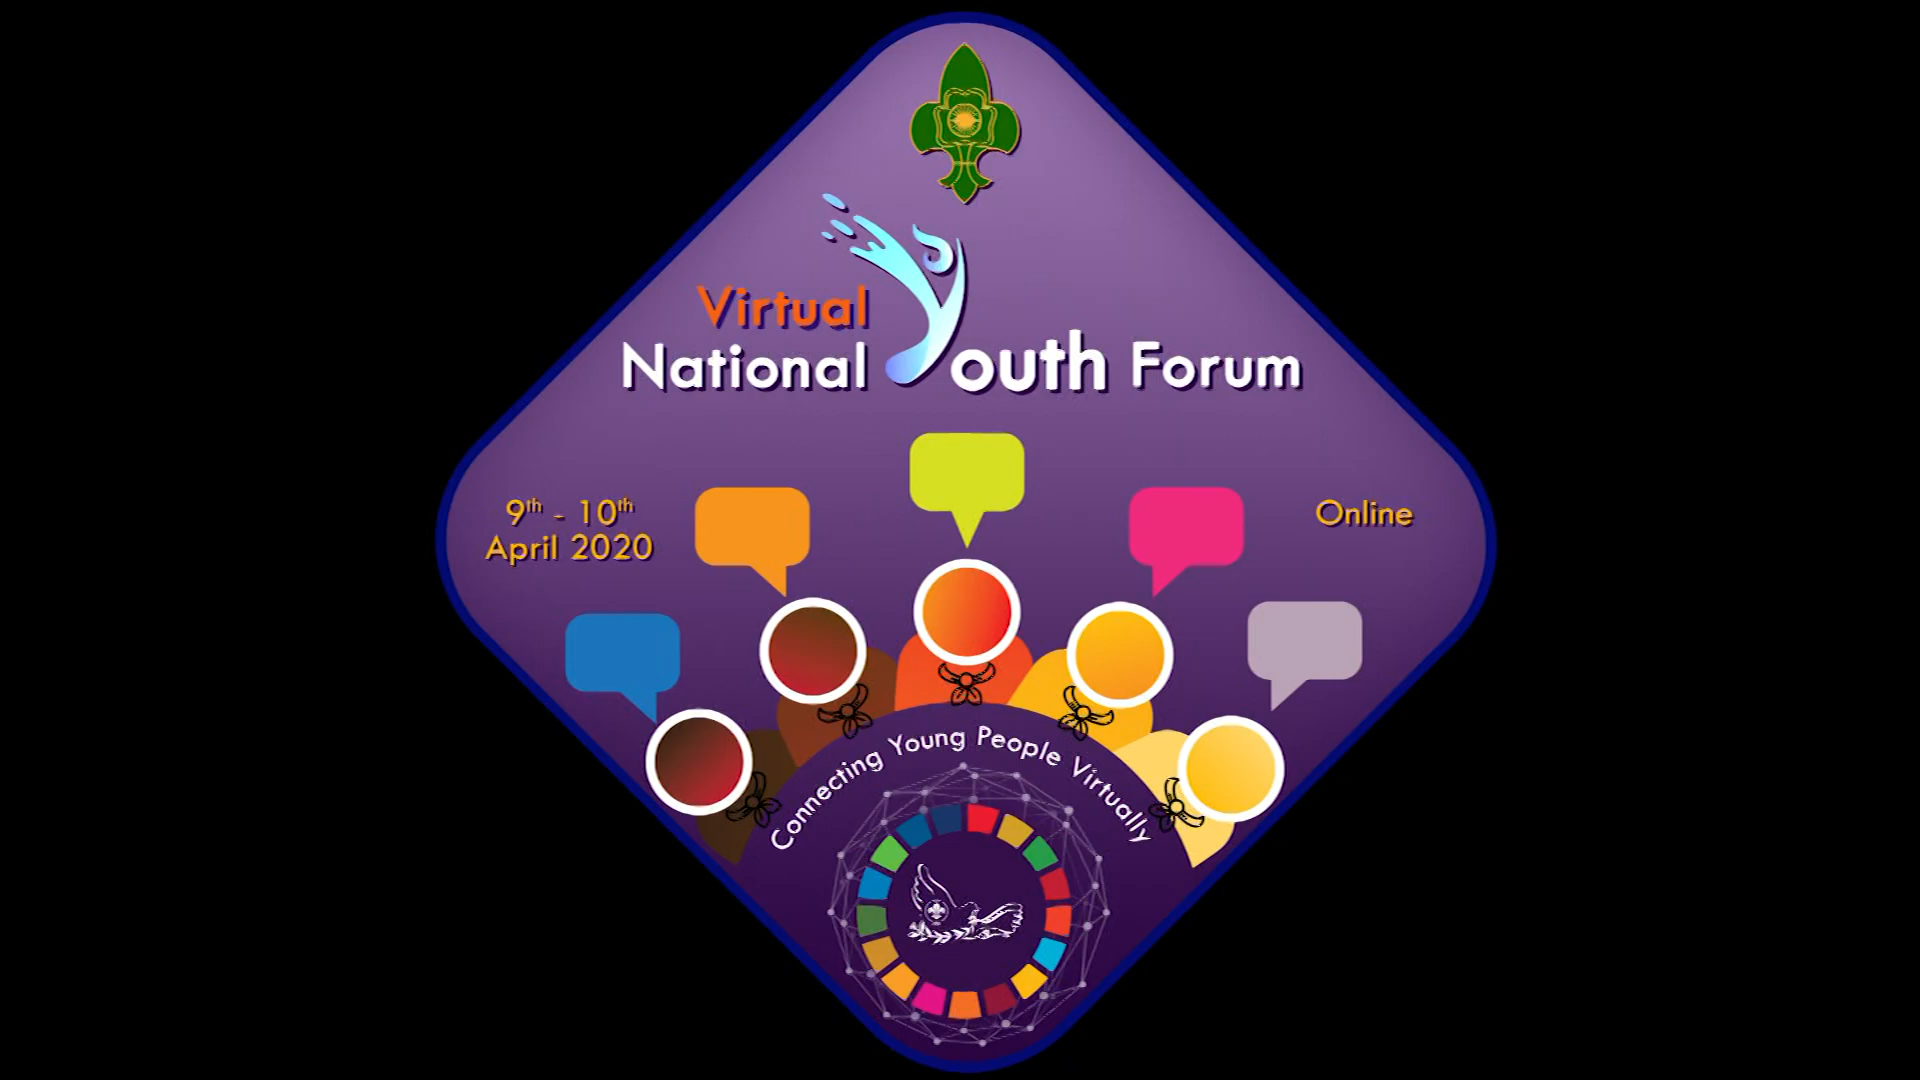 Virtual
National Youth Forum
9th - 10th
April 2020
Online
Connecting Young People Virtually